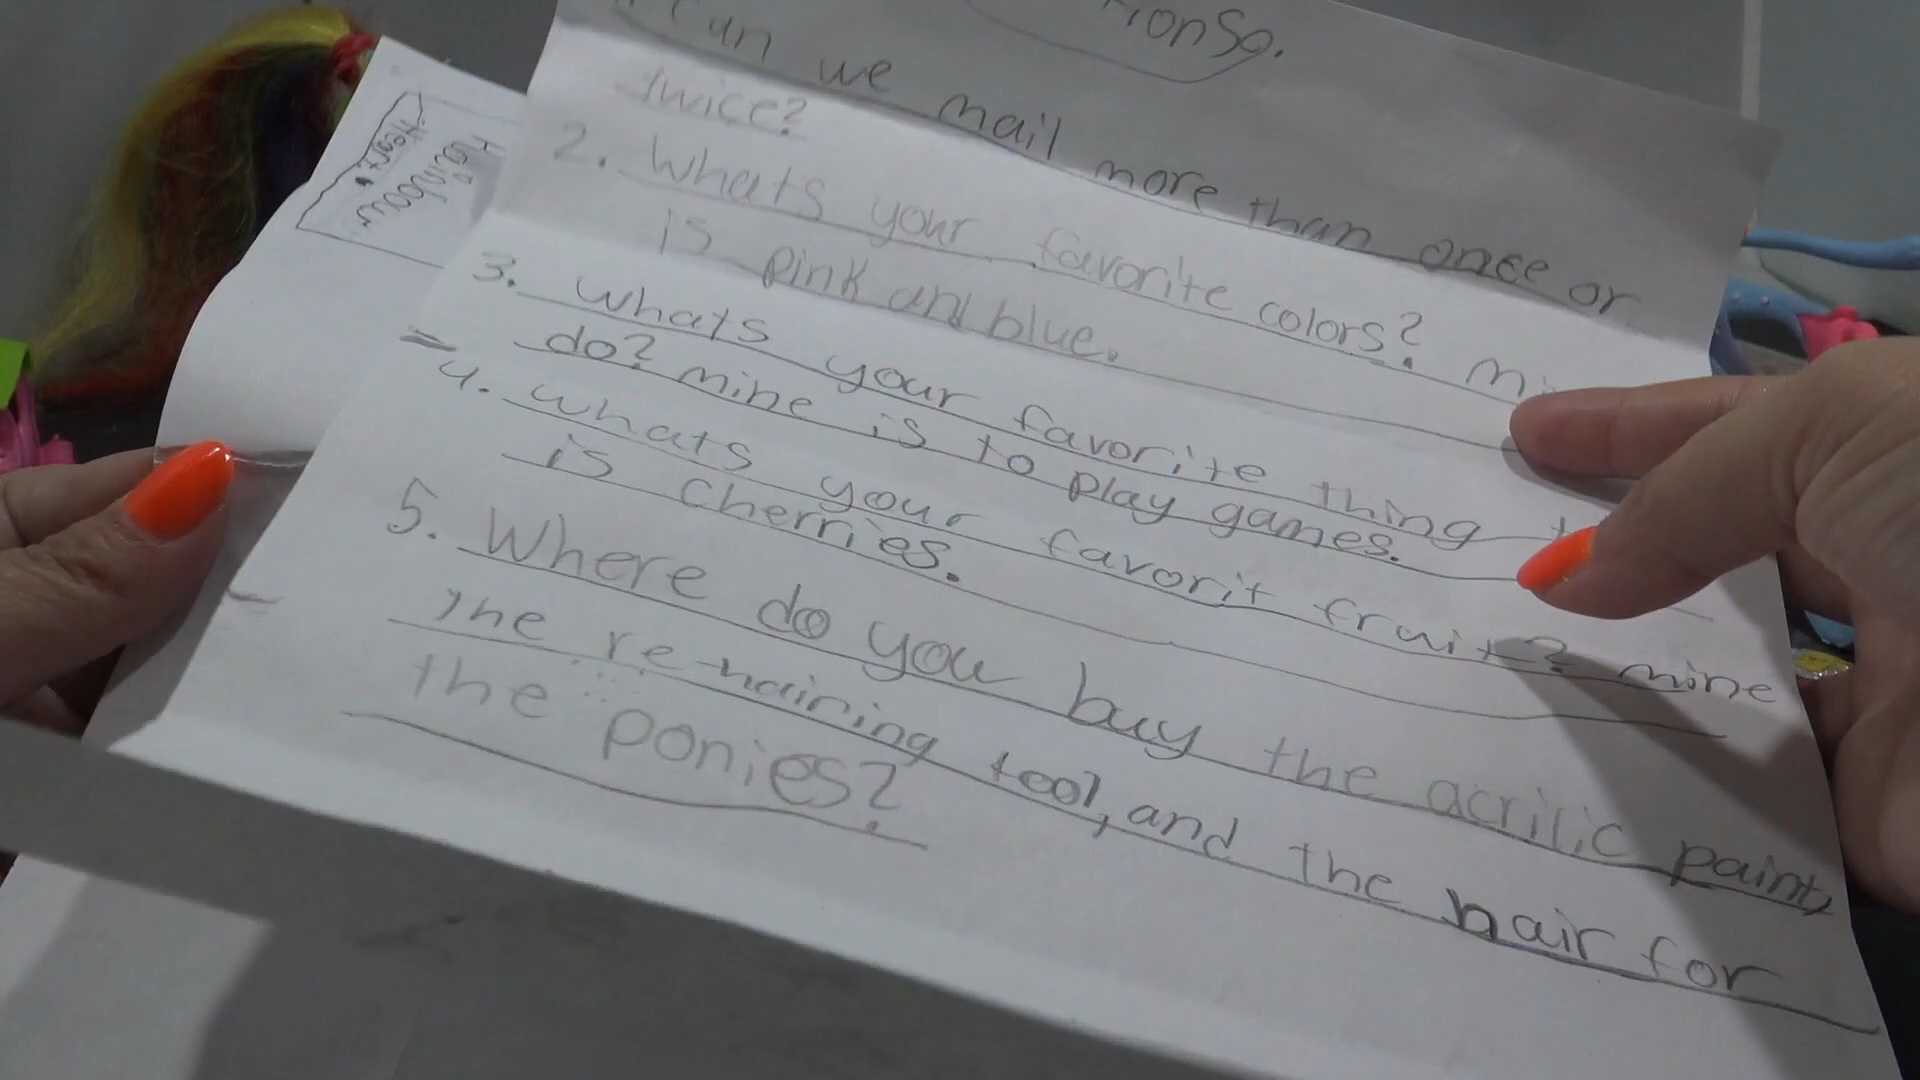 can we mail more than once or
twice?
2. Whats your favorite colors?
is pink and blue.
3. whats your favorite thing
do? mine is to play games.
4. whats your favorit fruit? mine
is cherries.
5. Where do you buy the acrilic paint,
The re-hairing tool, and the hair for
the ponies?
Rainbow
Heart